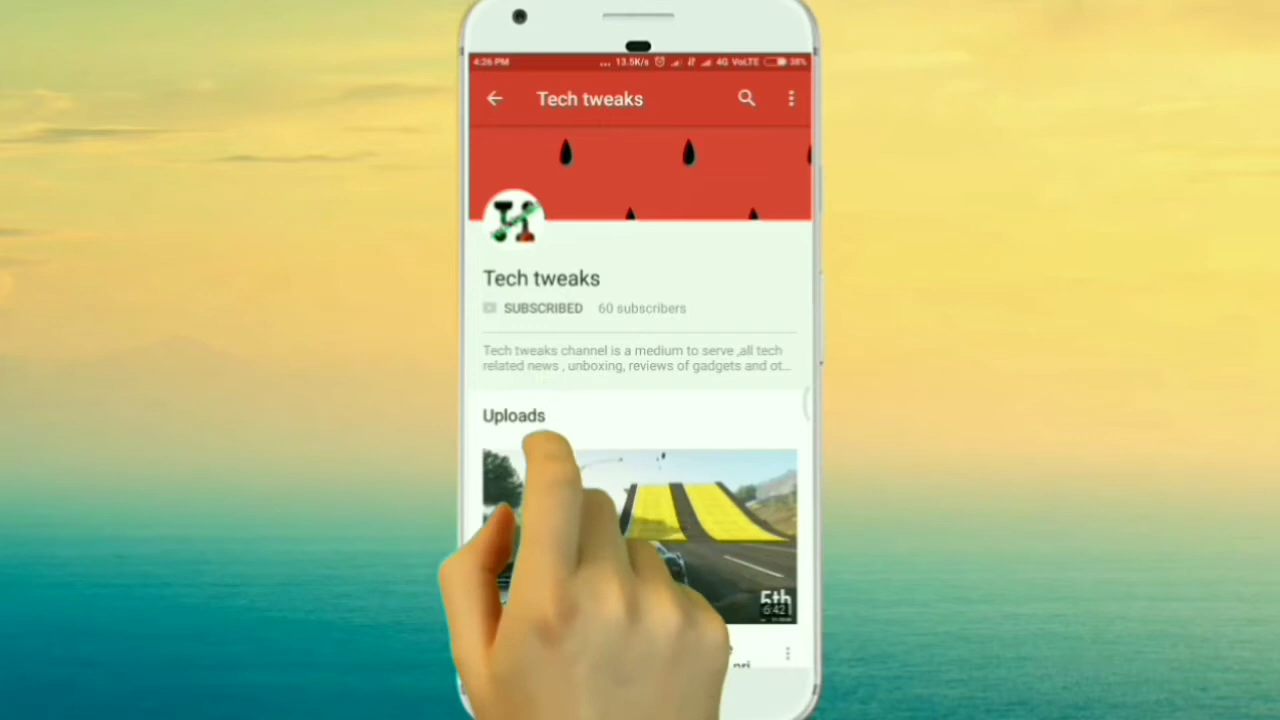 4:26 PM ... 13.5K/s 4G VoLTE 38%
Tech tweaks
Tech tweaks
SUBSCRIBED 60 subscribers
Tech tweaks channel is a medium to serve ,all tech
related news , unboxing, reviews of gadgets and ot...
Uploads
5th
6:42